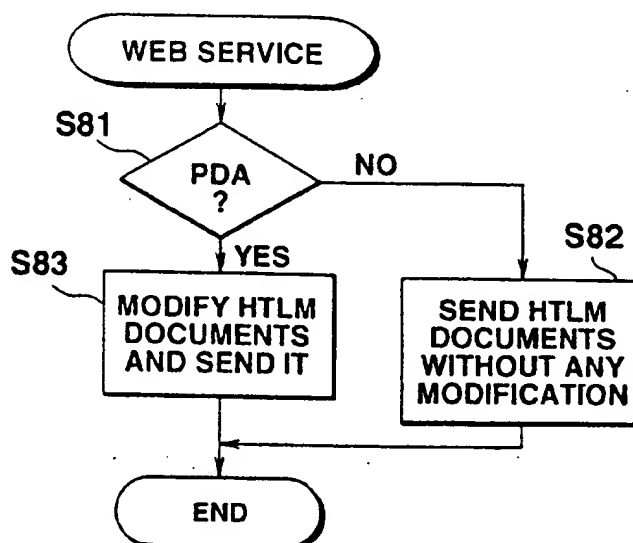 WEB SERVICE
S81
PDA
?
NO
YES
S83
MODIFY HTLM
DOCUMENTS
AND SEND IT
S82
SEND HTLM
DOCUMENTS
WITHOUT ANY
MODIFICATION
END